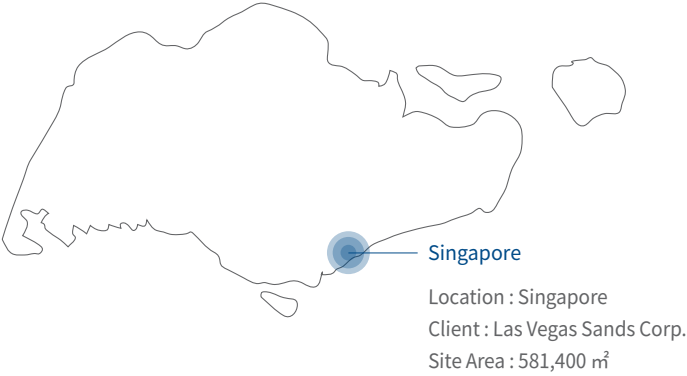 Singapore
Location : Singapore
Client : Las Vegas Sands Corp.
Site Area : 581,400 ㎡